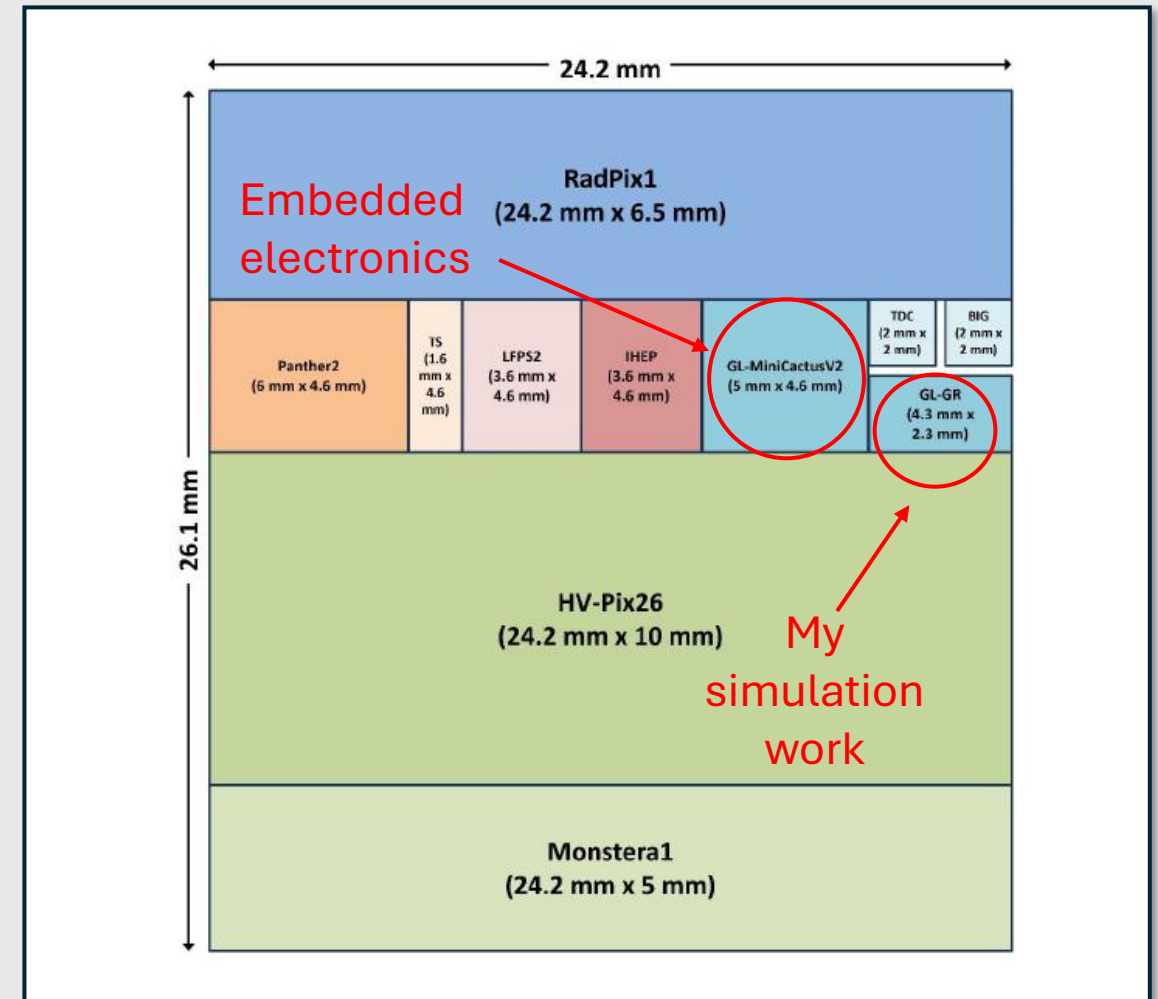 24.2 mm
26.1 mm
RadPix1
(24.2 mm x 6.5 mm)
Embedded
electronics
Panther2
(6 mm x 4.6 mm)
TS
(1.6
mm x
4.6
mm)
LFPS2
(3.6 mm x
4.6 mm)
IHEP
(3.6 mm x
4.6 mm)
GL-MiniCactusV2
(5 mm x 4.6 mm)
TDC
(2 mm x
2 mm)
BIG
(2 mm x
2 mm)
GL-GR
(4.3 mm x
2.3 mm)
HV-Pix26
(24.2 mm x 10 mm)
My
simulation
work
Monstera1
(24.2 mm x 5 mm)